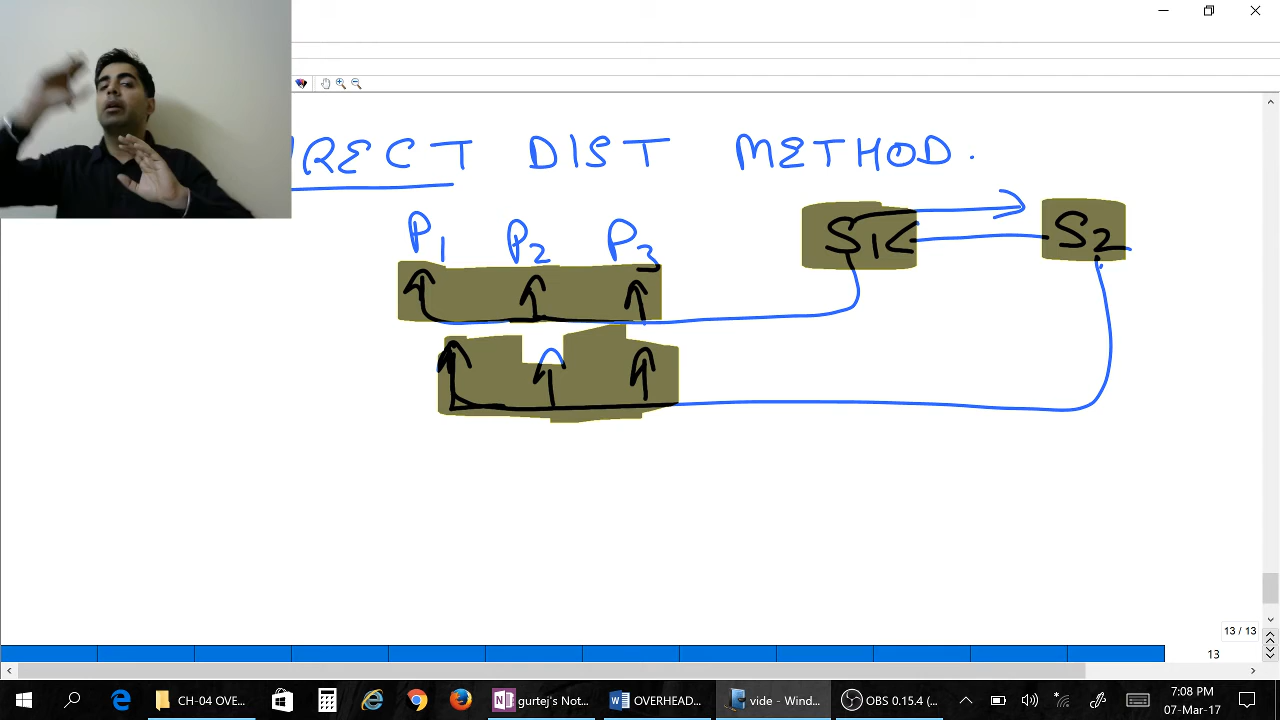 RECT DIST METHOD.
P1 P2 P3
S1 S2
13 / 13
13
CH-04 OVE...
gurtej's Not...
OVERHEAD...
vide - Wind...
OBS 0.15.4 (...
7:08 PM
07-Mar-17